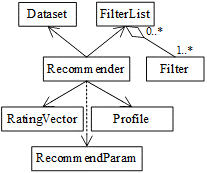 Dataset FilterList
0..*
1..*
Recommender Filter
RatingVector Profile
RecommendParam